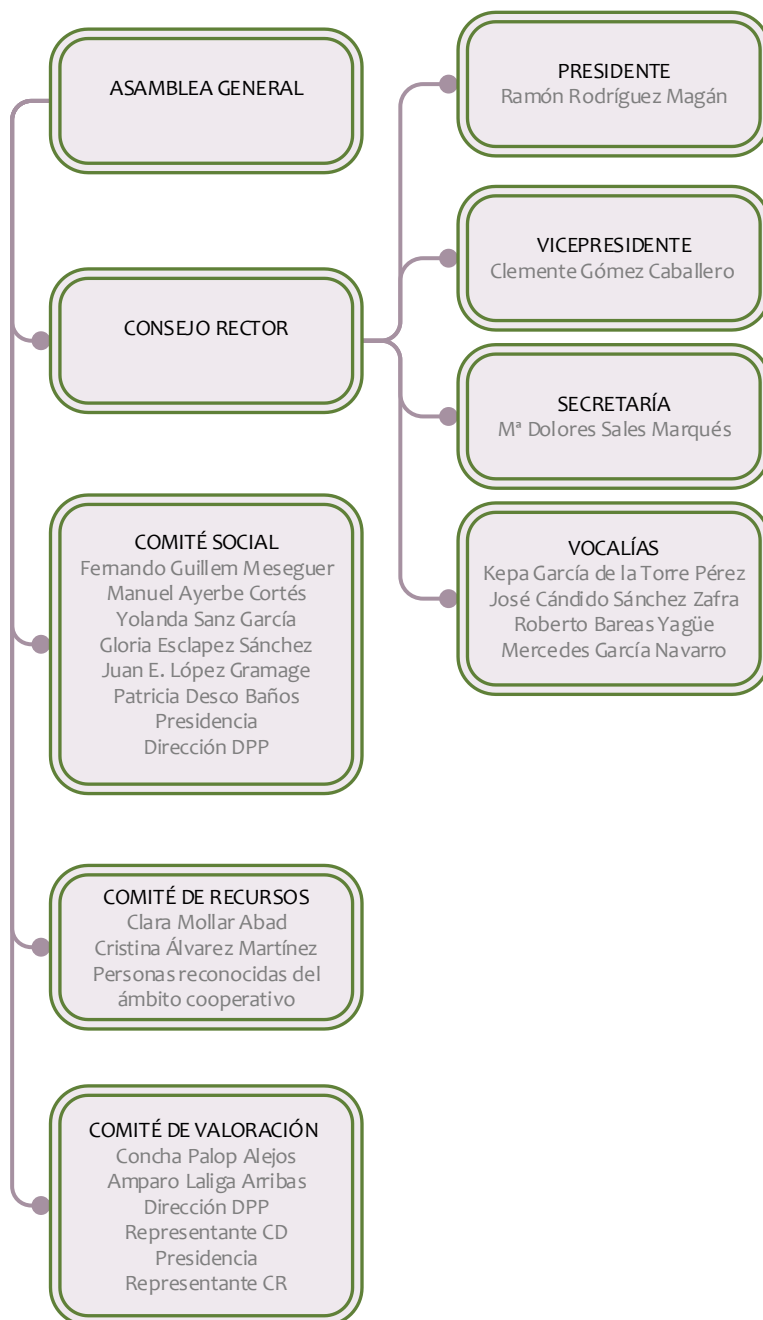 ASAMBLEA GENERAL
CONSEJO RECTOR
PRESIDENTE
Ramón Rodríguez Magán
VICEPRESIDENTE
Clemente Gómez Caballero
SECRETARÍA
Mª Dolores Sales Marqués
VOCALÍAS
Kepa García de la Torre Pérez
José Cándido Sánchez Zafra
Roberto Bareas Yagüe
Mercedes García Navarro
COMITÉ SOCIAL
Fernando Guillem Meseguer
Manuel Ayerbe Cortés
Yolanda Sanz García
Gloria Esclapez Sánchez
Juan E. López Gramage
Patricia Desco Baños
Presidencia
Dirección DPP
COMITÉ DE RECURSOS
Clara Mollar Abad
Cristina Álvarez Martínez
Personas reconocidas del
ámbito cooperativo
COMITÉ DE VALORACIÓN
Concha Palop Alejos
Amparo Laliga Arribas
Dirección DPP
Representante CD
Presidencia
Representante CR